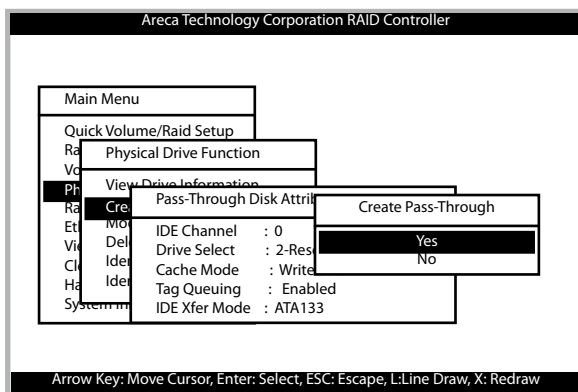 Areca Technology Corporation RAID Controller
Main Menu
Quick Volume/Raid Setup
Ra
Vo
Ph
Ra
Et
Vi
Cl
Ha
System In
Physical Drive Function
View Drive Information
Cre
Mo
Del
Iden
Iden
Pass-Through Disk Attrib
IDE Channel : 0
Drive Select : 2-Res
Cache Mode : Write
Tag Queuing : Enabled
IDE Xfer Mode : ATA133
Create Pass-Through
Yes
No
Arrow Key: Move Cursor, Enter: Select, ESC: Escape, L:Line Draw, X: Redraw